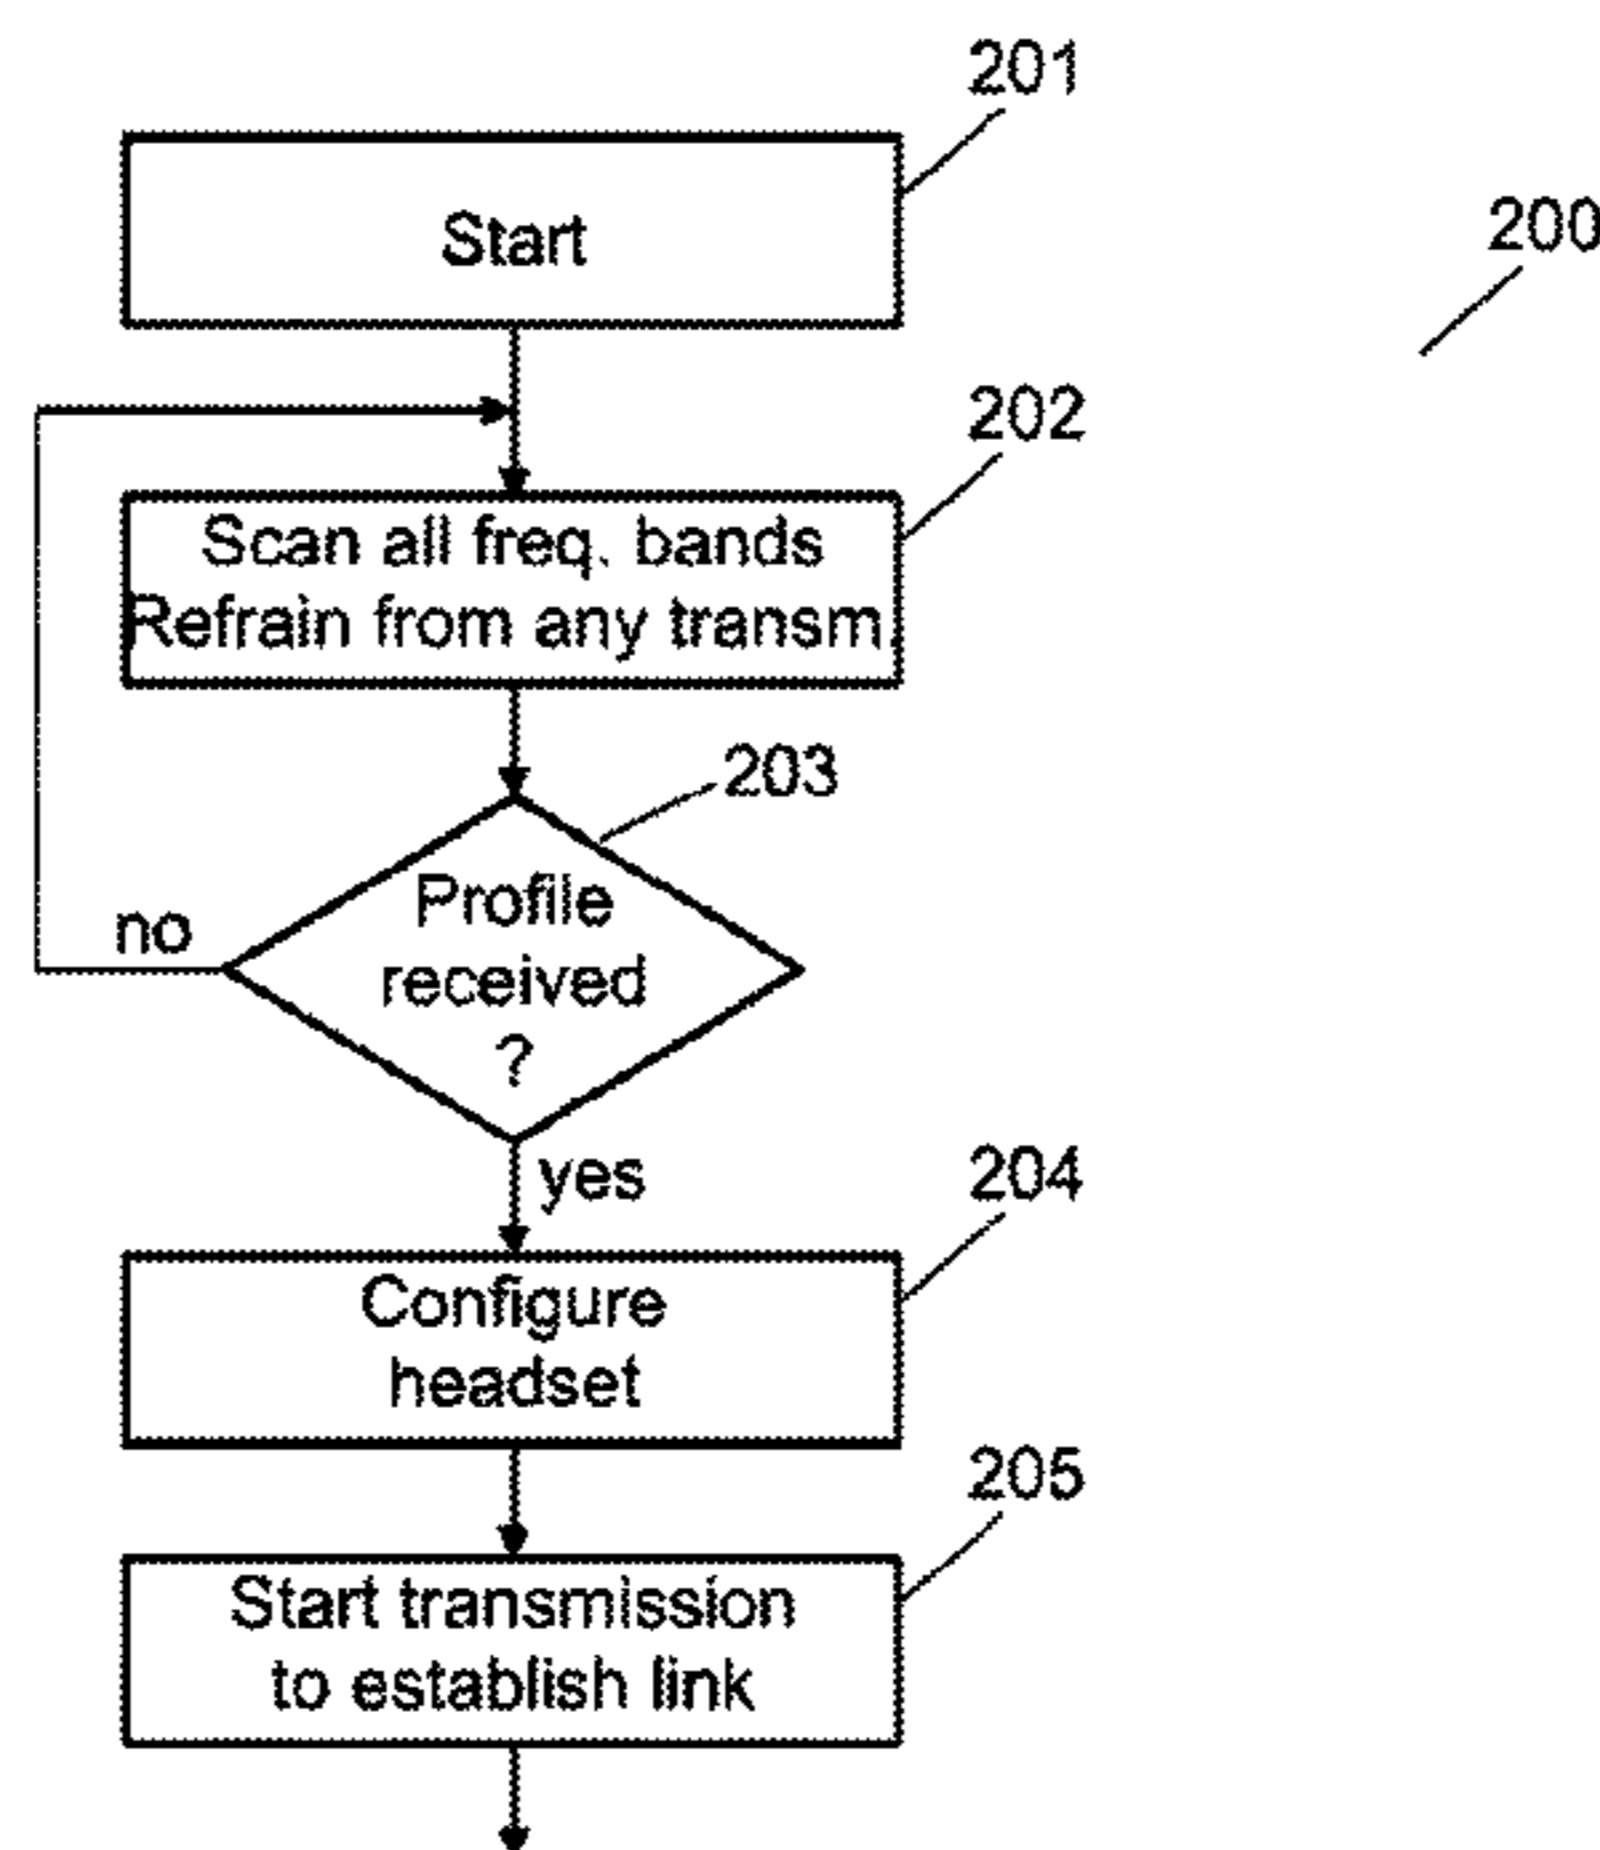 201
Start
200
202
Scan all freq. bands
Refrain from any transm.
203
Profile
received
?
no
yes
204
Configure
headset
205
Start transmission
to establish link